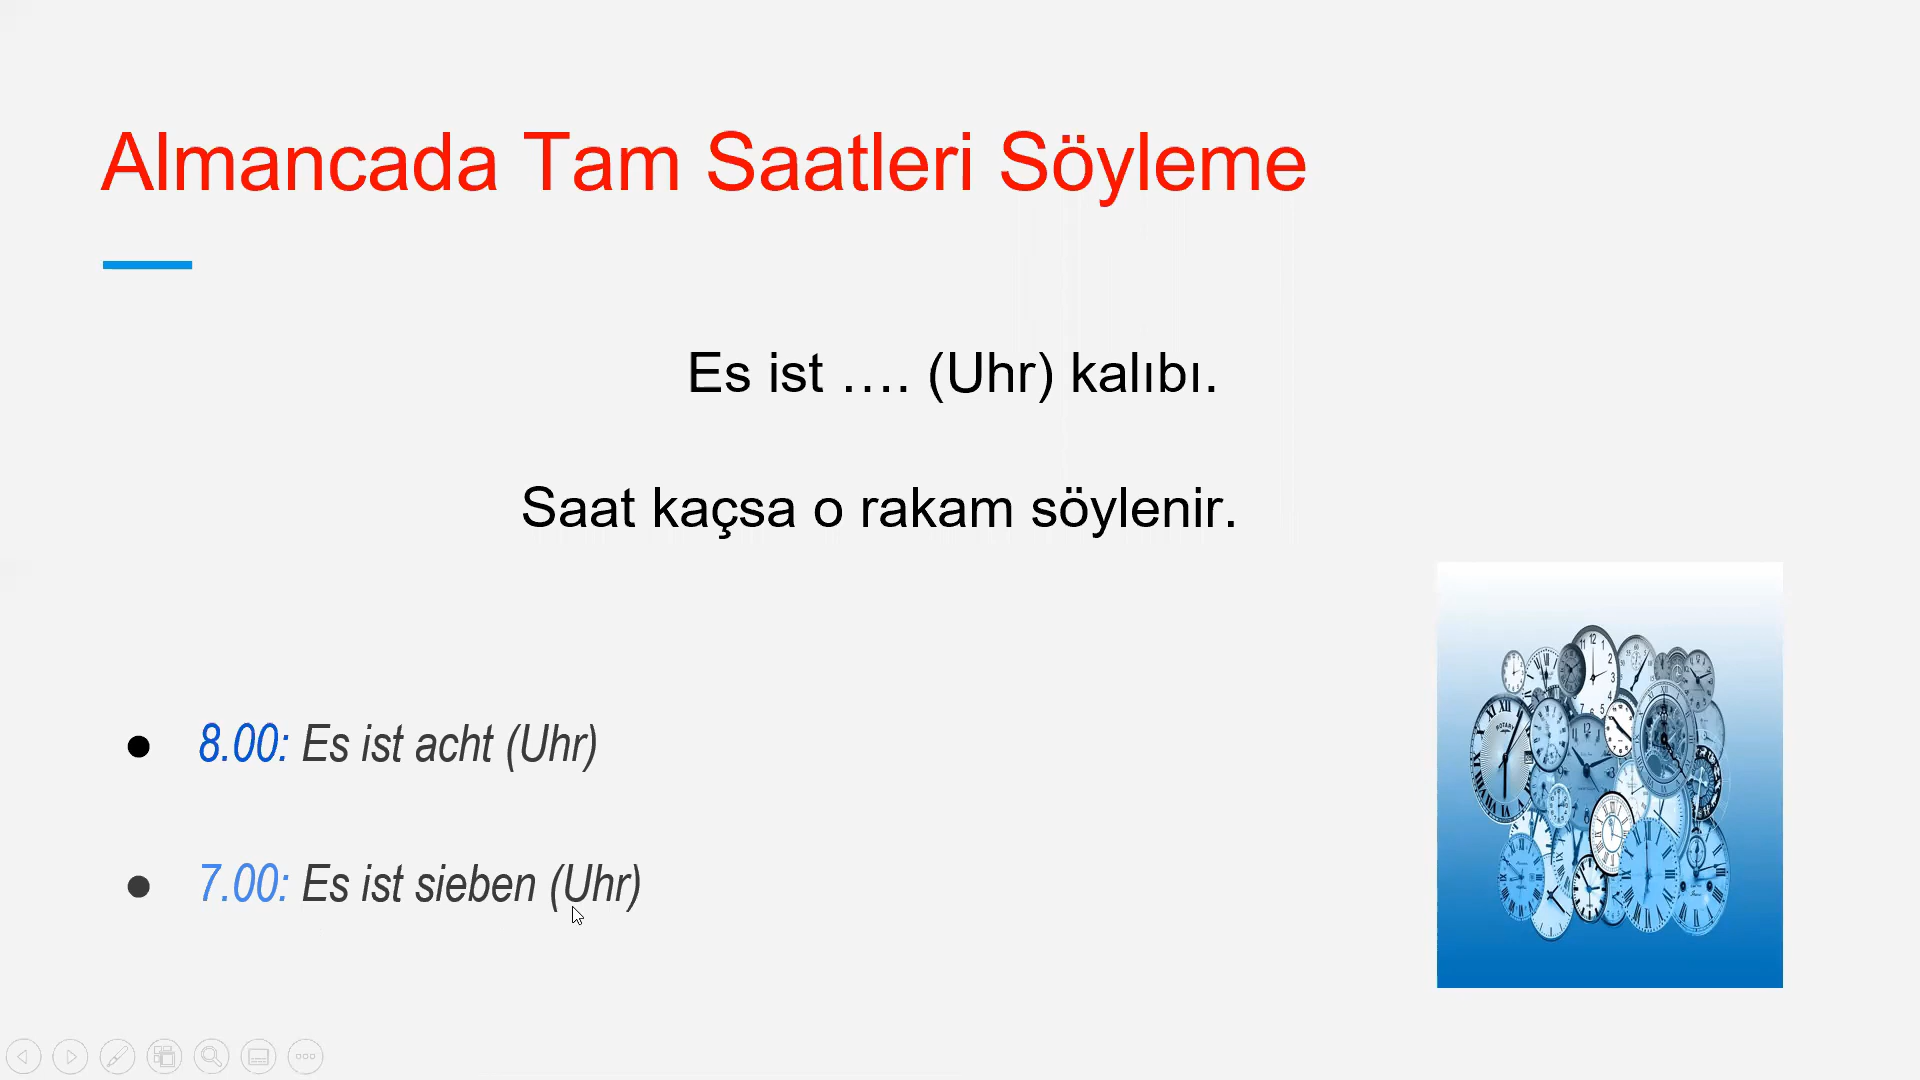 Almancada Tam Saatleri Söyleme
Es ist …. (Uhr) kalıbı.
Saat kaçsa o rakam söylenir.
● 8.00: Es ist acht (Uhr)
● 7.00: Es ist sieben (Uhr)